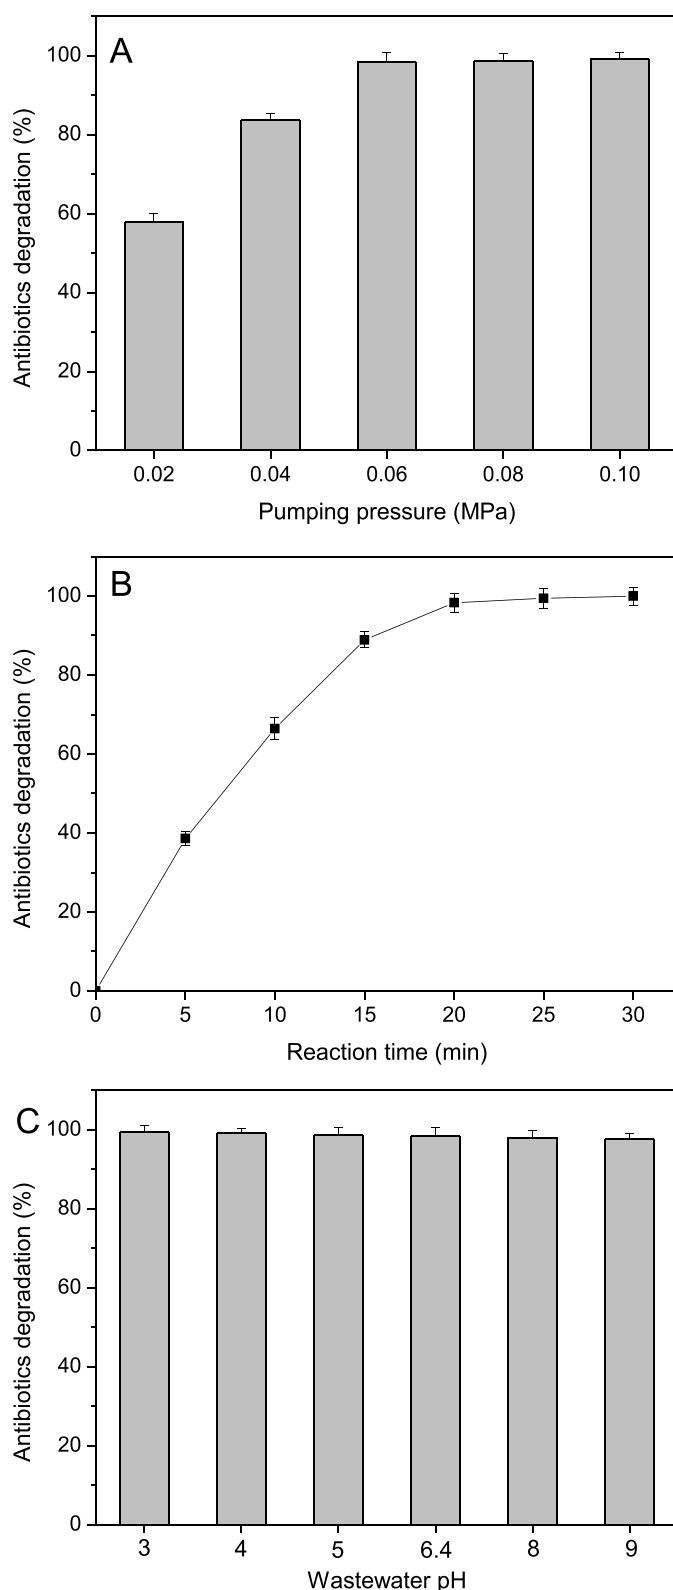 A
Antibiotics degradation (%)
100
80
60
40
20
0
0.02 0.04 0.06 0.08 0.10
Pumping pressure (MPa)
B
Antibiotics degradation (%)
100
80
60
40
20
0
0 5 10 15 20 25 30
Reaction time (min)
C
Antibiotics degradation (%)
100
80
60
40
20
0
3 4 5 6.4 8 9
Wastewater pH